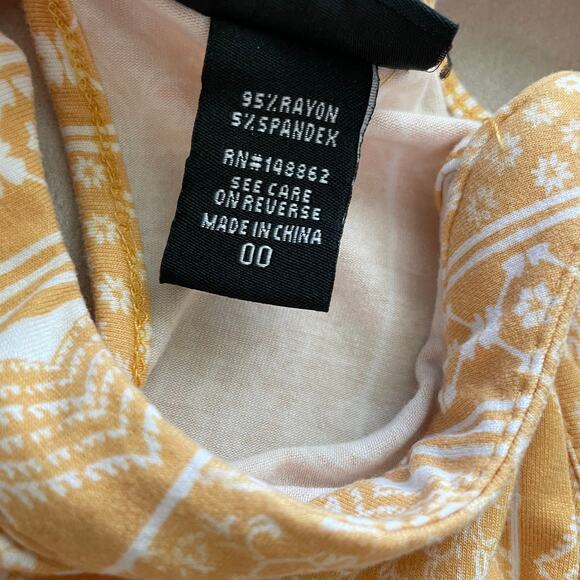 95%RAYON
5%SPANDEX
RN#148862
SEE CARE
ON REVERSE
MADE IN CHINA
00